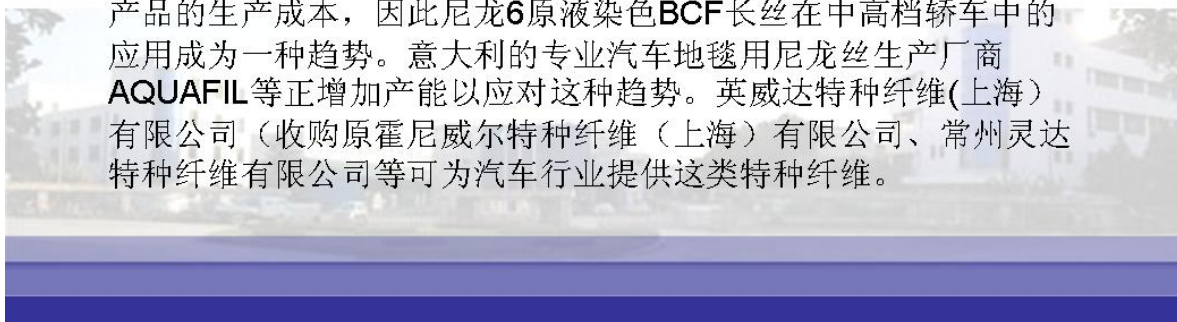 产品的生产成本，因此尼龙6原液染色BCF长丝在中高档轿车中的
应用成为一种趋势。意大利的专业汽车地毯用尼龙丝生产厂商
AQUAFIL等正增加产能以应对这种趋势。英威达特种纤维(上海）
有限公司（收购原霍尼威尔特种纤维（上海）有限公司、常州灵达
特种纤维有限公司等可为汽车行业提供这类特种纤维。